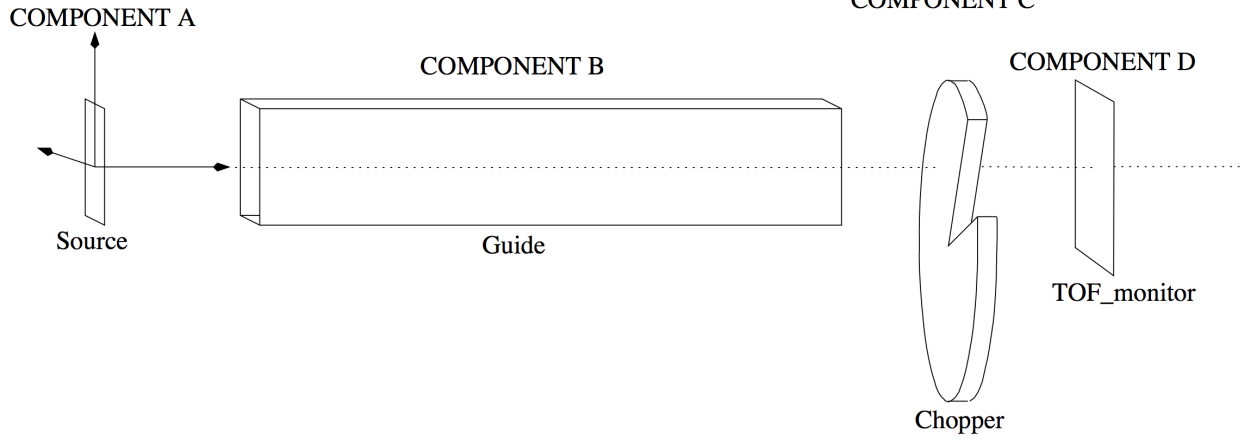 COMPONENT C
COMPONENT A
COMPONENT B
COMPONENT D
Source
Guide
TOF_monitor
Chopper